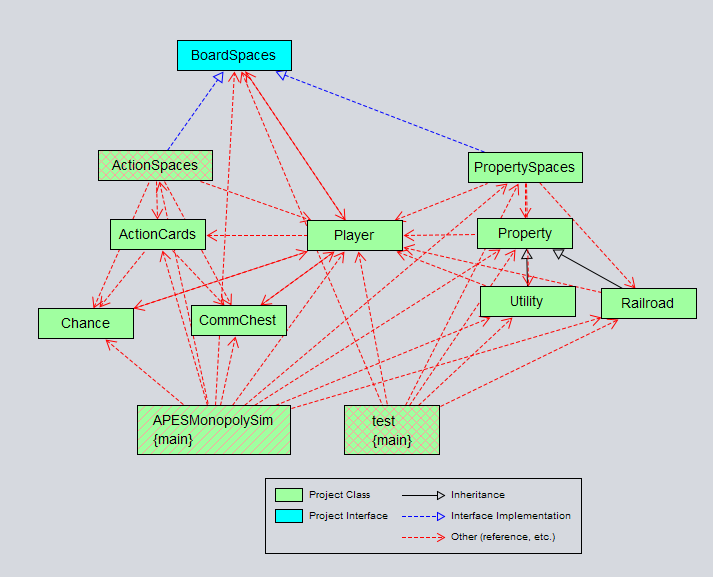 BoardSpaces
ActionSpaces
PropertySpaces
ActionCards
Player
Property
Chance
CommChest
Utility
Railroad
APESMonopolySim
{main}
test
{main}
Project Class
Inheritance
Project Interface
Interface Implementation
Other (reference, etc.)